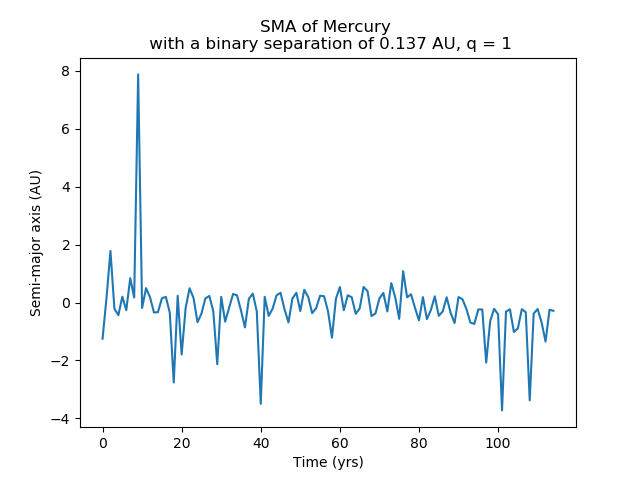 SMA of Mercury
with a binary separation of 0.137 AU, q = 1
Semi-major axis (AU)
8
6
4
2
0
−2
−4
0 20 40 60 80 100
Time (yrs)